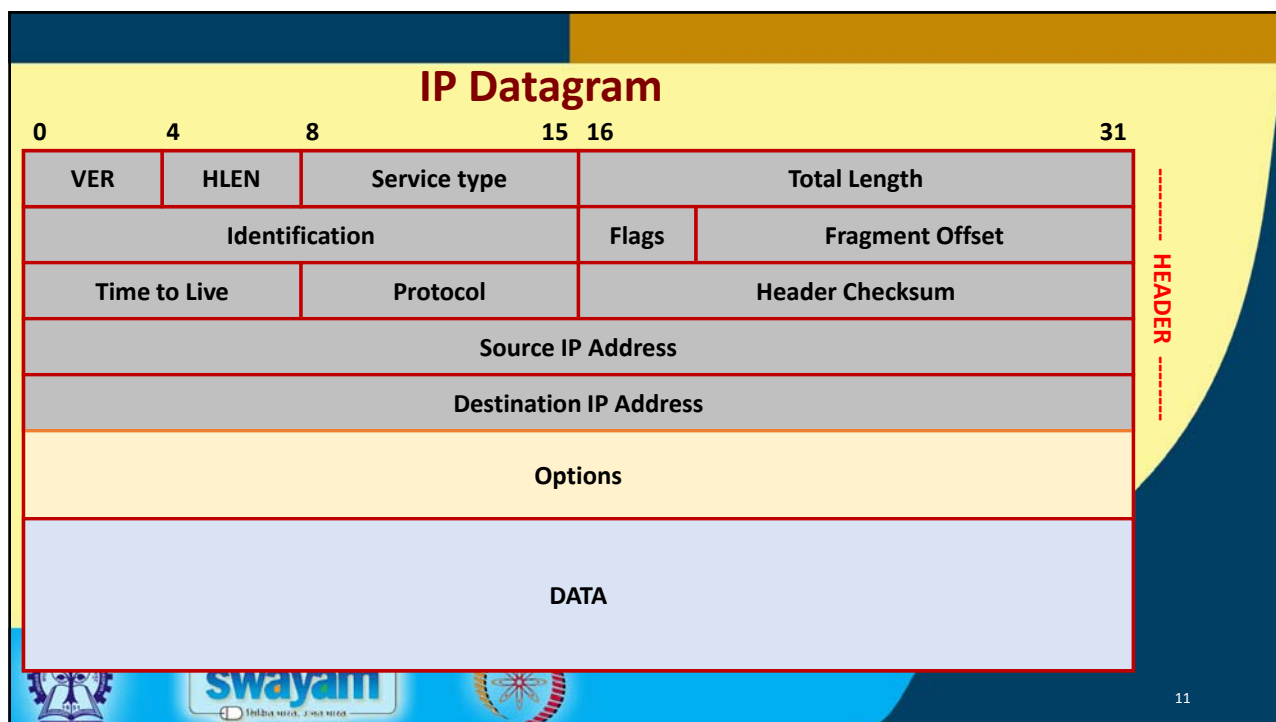 IP Datagram
0 4 8 15 16 31
VER HLEN Service type Total Length
Identification Flags Fragment Offset
Time to Live Protocol Header Checksum
Source IP Address
Destination IP Address
Options
DATA
-------- HEADER --------
swayam
11